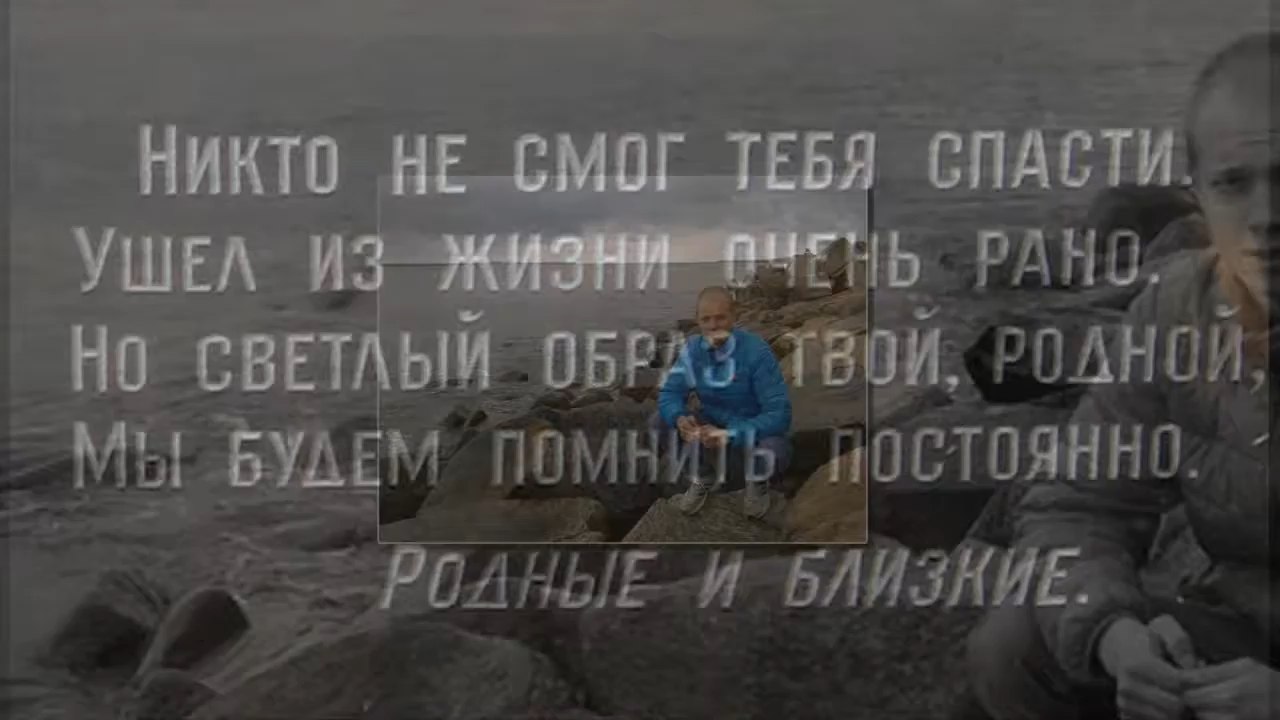 Никто не смог тебя спасти.
Ушел из жизни очень рано.
Но светлый образ твой, родной,
Мы будем помнить постоянно.
Родные и близкие.